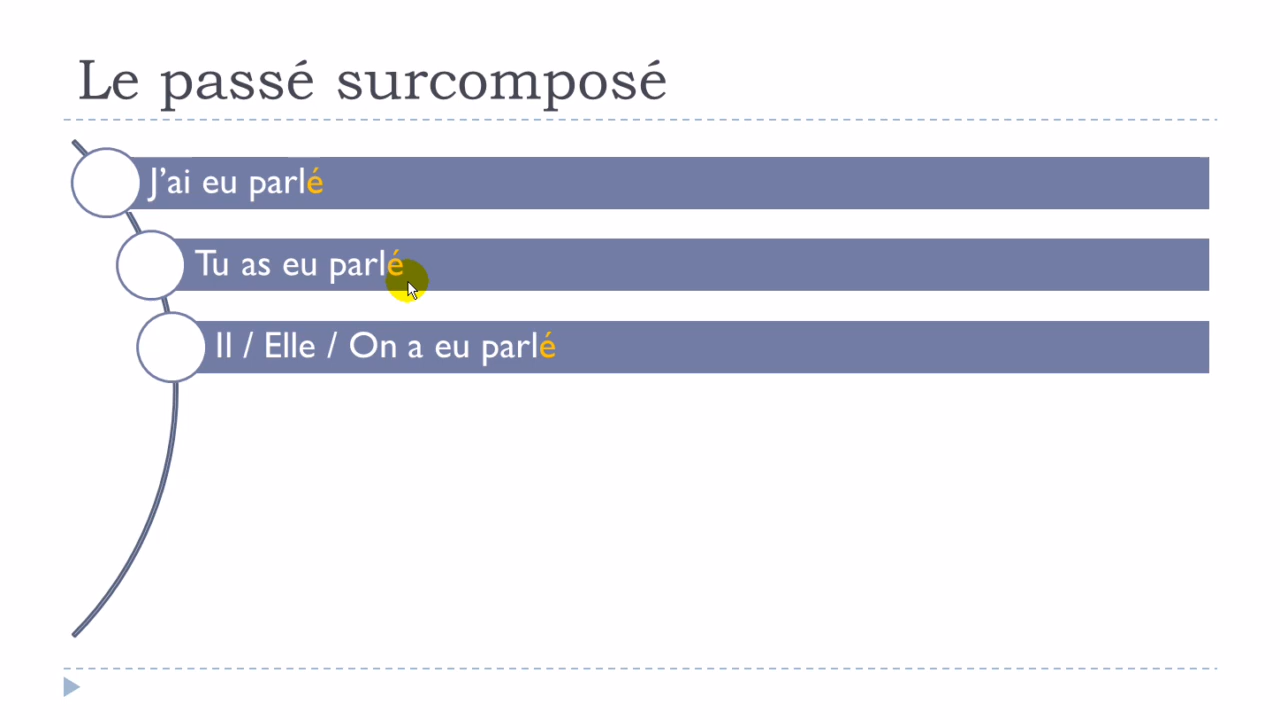 Le passé surcomposé
J’ai eu parlé
Tu as eu parlé
Il / Elle / On a eu parlé